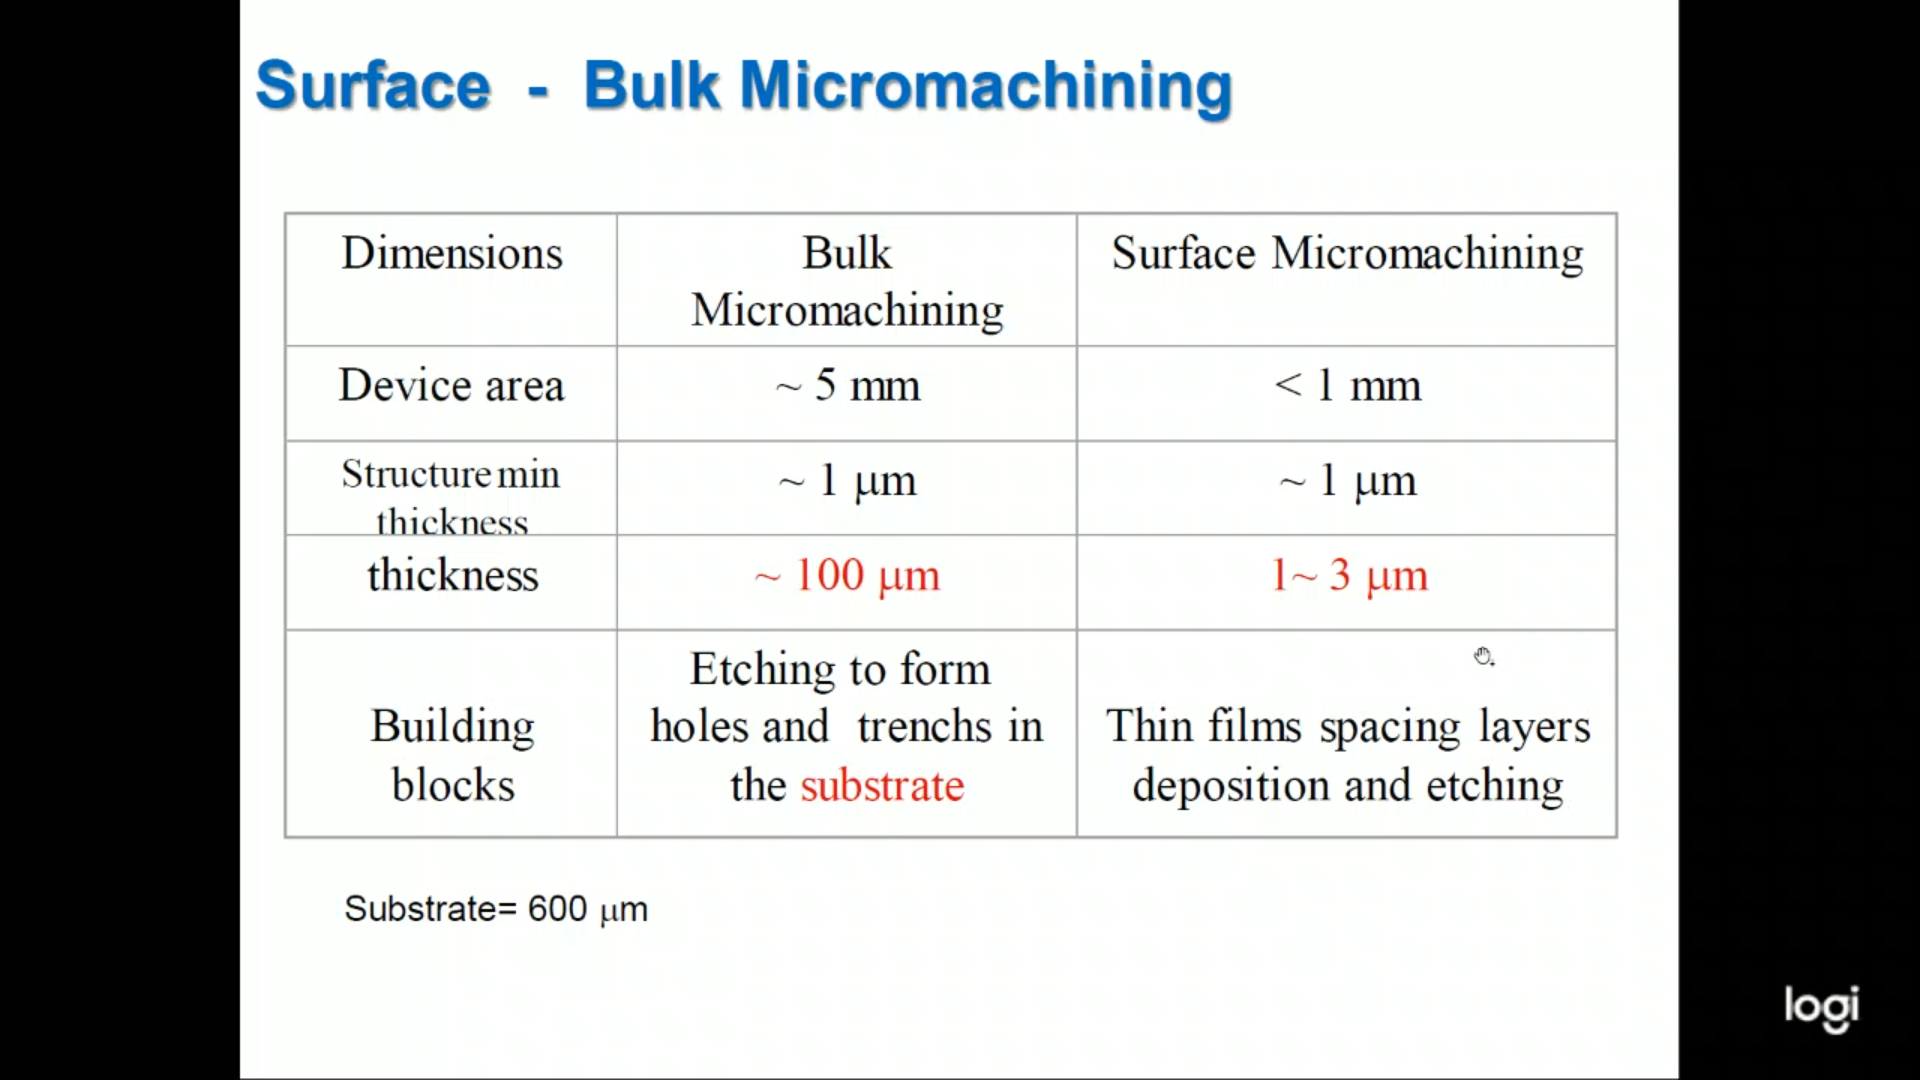 Surface - Bulk Micromachining
Dimensions
Bulk
Micromachining
Surface Micromachining
Device area
~ 5 mm
< 1 mm
Structure min
thickness
~ 1 μm
~ 1 μm
thickness
~ 100 μm
1~ 3 μm
Building
blocks
Etching to form
holes and trenchs in
the substrate
Thin films spacing layers
deposition and etching
Substrate= 600 μm
logi